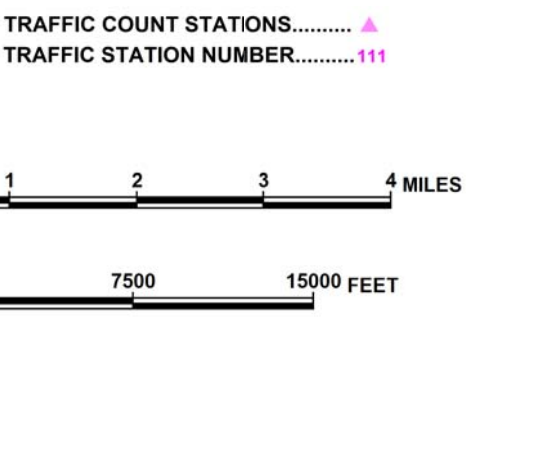 TRAFFIC COUNT STATIONS..........
TRAFFIC STATION NUMBER..........111
1 2 3 4 MILES
7500 15000 FEET